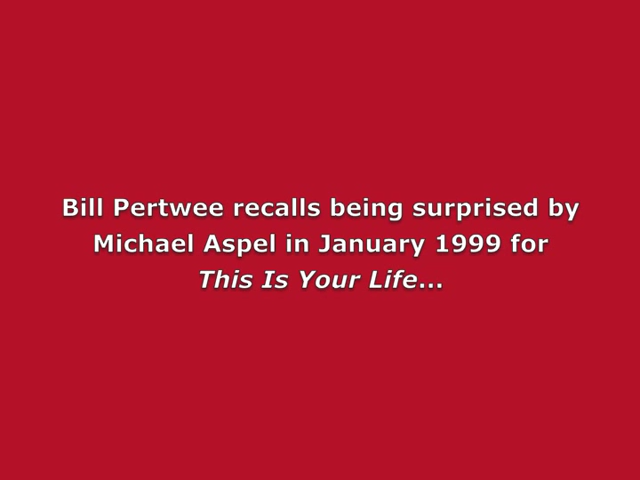 Bill Pertwee recalls being surprised by
Michael Aspel in January 1999 for
This Is Your Life...